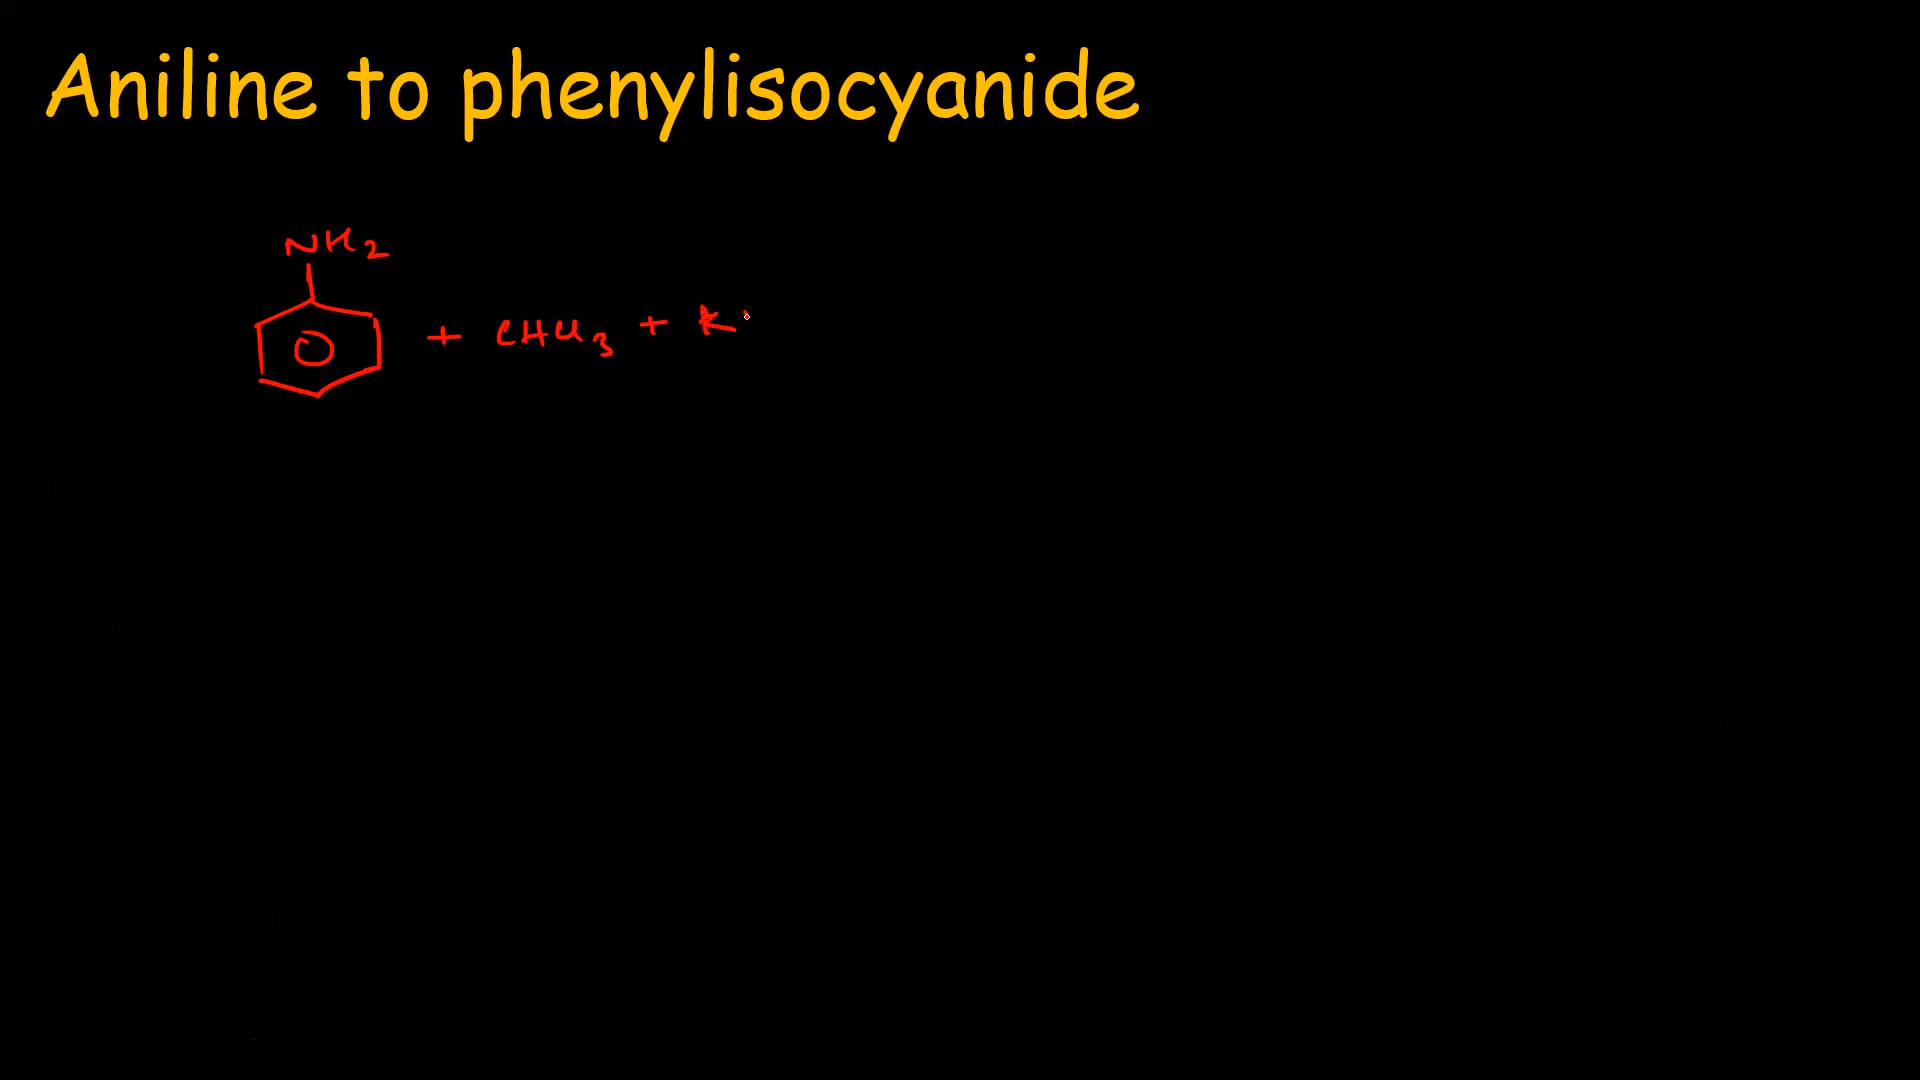 Aniline to phenylisocyanide
NH2
+ CHCl3 + K